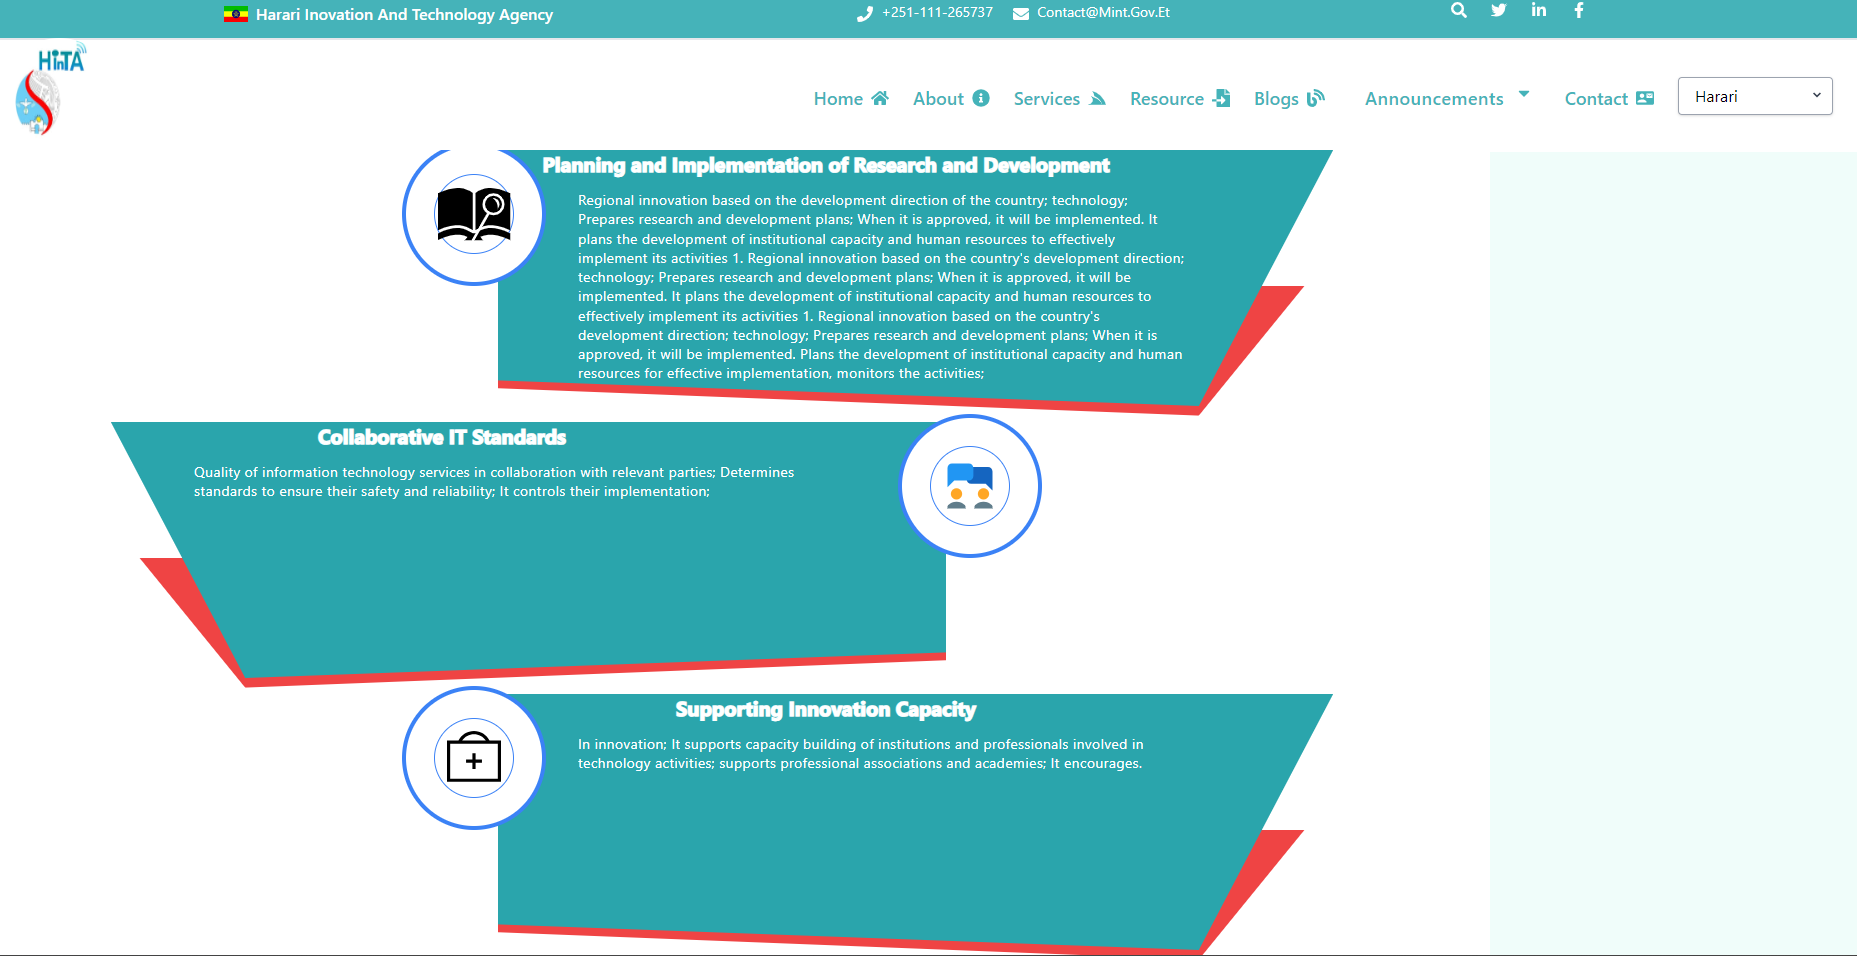 Harari Inovation And Technology Agency
+251-111-265737
Contact@Mint.Gov.Et
HinTA
Home
About
Services
Resource
Blogs
Announcements
Contact
Harari
Planning and Implementation of Research and Development
Regional innovation based on the development direction of the country; technology;
Prepares research and development plans; When it is approved, it will be implemented. It
plans the development of institutional capacity and human resources to effectively
implement its activities 1. Regional innovation based on the country's development direction;
technology; Prepares research and development plans; When it is approved, it will be
implemented. It plans the development of institutional capacity and human resources to
effectively implement its activities 1. Regional innovation based on the country's
development direction; technology; Prepares research and development plans; When it is
approved, it will be implemented. Plans the development of institutional capacity and human
resources for effective implementation, monitors the activities;
Collaborative IT Standards
Quality of information technology services in collaboration with relevant parties; Determines
standards to ensure their safety and reliability; It controls their implementation;
Supporting Innovation Capacity
In innovation; It supports capacity building of institutions and professionals involved in
technology activities; supports professional associations and academies; It encourages.